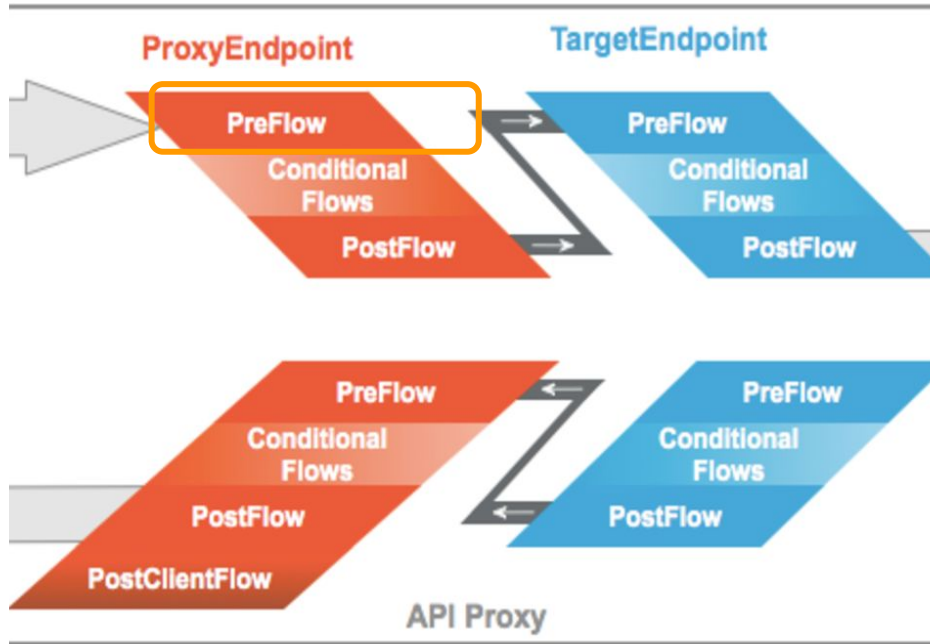 ProxyEndpoint
TargetEndpoint
PreFlow
Conditional
Flows
PostFlow
PreFlow
Conditional
Flows
PostFlow
PreFlow
Conditional
Flows
PostFlow
PostClientFlow
PreFlow
Conditional
Flows
PostFlow
API Proxy